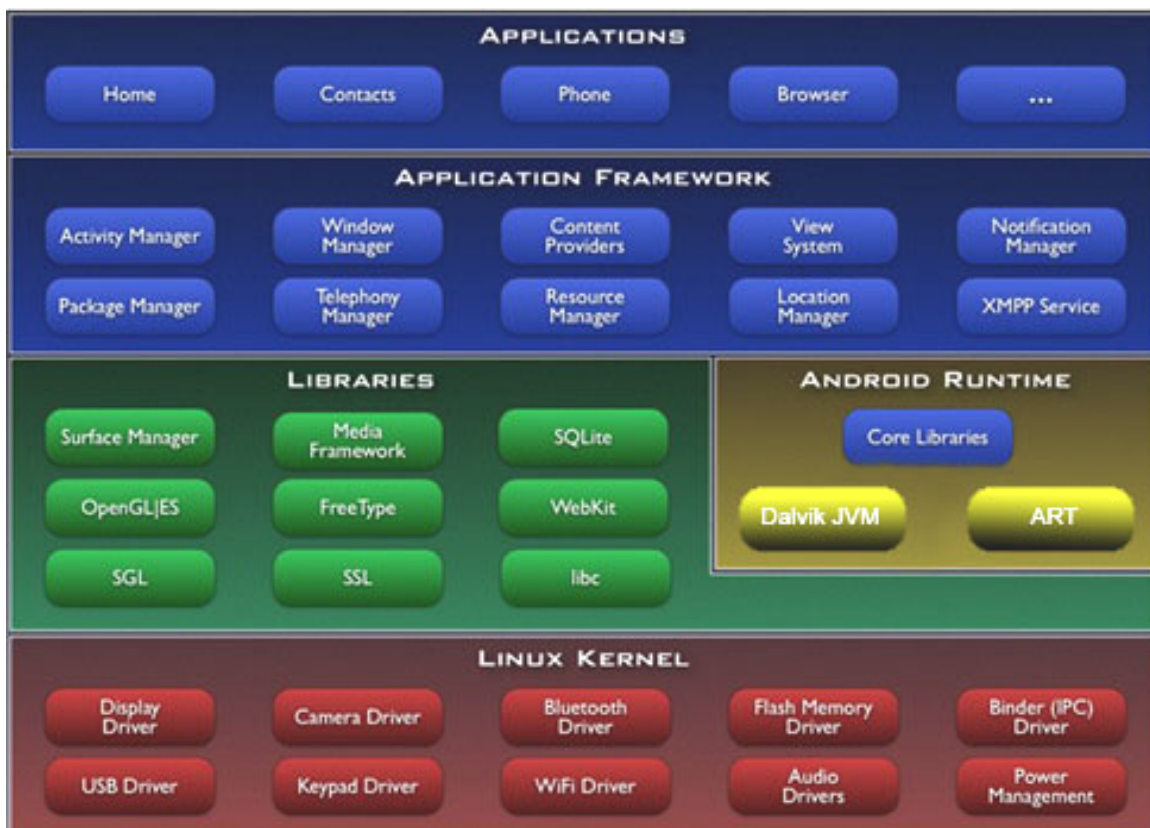 APPLICATIONS
Home
Contacts
Phone
Browser
...
APPLICATION FRAMEWORK
Activity Manager
Window
Manager
Content
Providers
View
System
Notification
Manager
Package Manager
Telephony
Manager
Resource
Manager
Location
Manager
XMPP Service
LIBRARIES
Surface Manager
Media
Framework
SQLite
OpenGL|ES
FreeType
WebKit
SGL
SSL
libc
ANDROID RUNTIME
Core Libraries
Dalvik JVM
ART
LINUX KERNEL
Display
Driver
Camera Driver
Bluetooth
Driver
Flash Memory
Driver
Binder (IPC)
Driver
USB Driver
Keypad Driver
WiFi Driver
Audio
Drivers
Power
Management